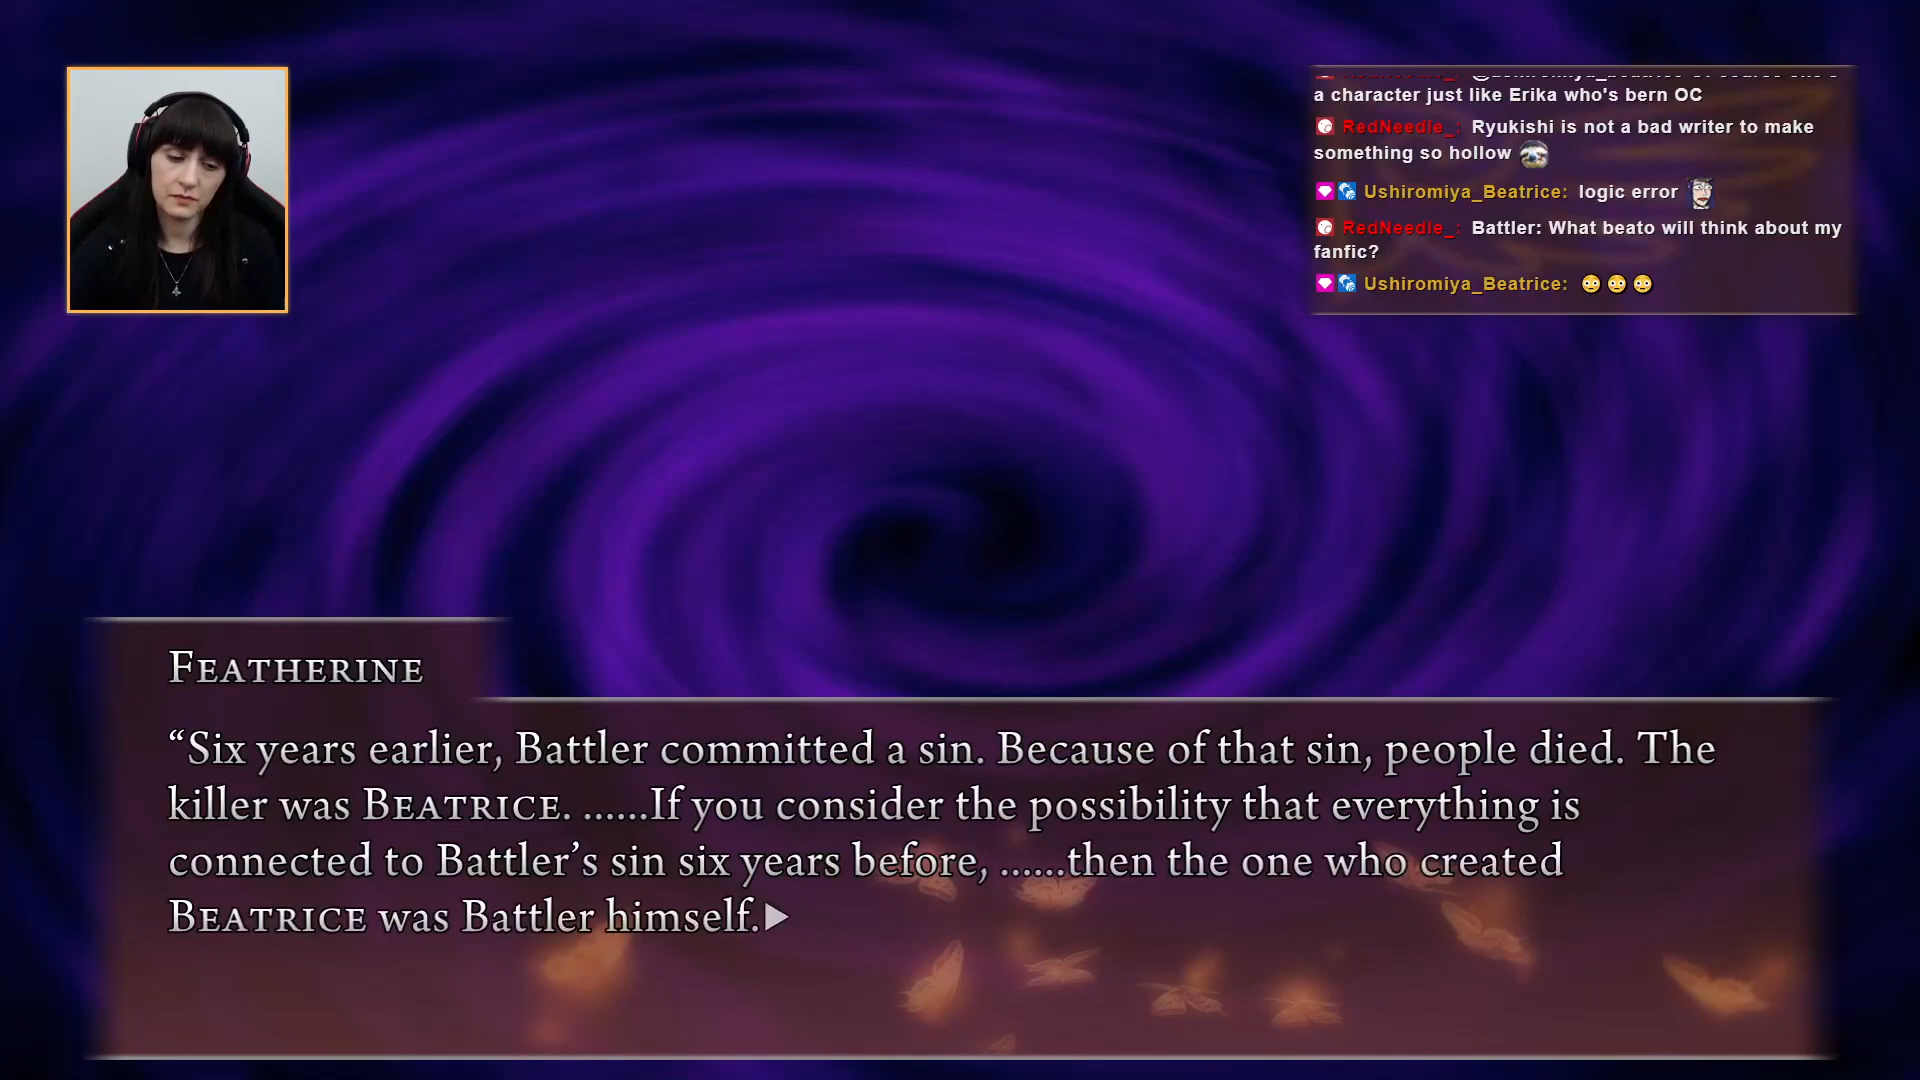 a character just like Erika who's bern OC
RedNeedle_: Ryukishi is not a bad writer to make
something so hollow
Ushiromiya_Beatrice: logic error
RedNeedle_: Battler: What beato will think about my
fanfic?
Ushiromiya_Beatrice:
FEATHERINE
“Six years earlier, Battler committed a sin. Because of that sin, people died. The
killer was BEATRICE. ......If you consider the possibility that everything is
connected to Battler’s sin six years before, ......then the one who created
BEATRICE was Battler himself.